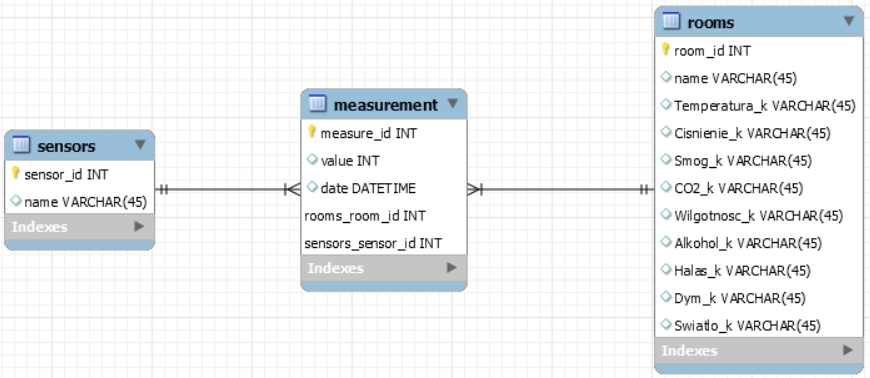 sensors
sensor_id INT
name VARCHAR(45)
Indexes
measurement
measure_id INT
value INT
date DATETIME
rooms_room_id INT
sensors_sensor_id INT
Indexes
rooms
room_id INT
name VARCHAR(45)
Temperatura_k VARCHAR(45)
Cisnienie_k VARCHAR(45)
Smog_k VARCHAR(45)
CO2_k VARCHAR(45)
Wilgotnosc_k VARCHAR(45)
Alkohol_k VARCHAR(45)
Halas_k VARCHAR(45)
Dym_k VARCHAR(45)
Swiatlo_k VARCHAR(45)
Indexes